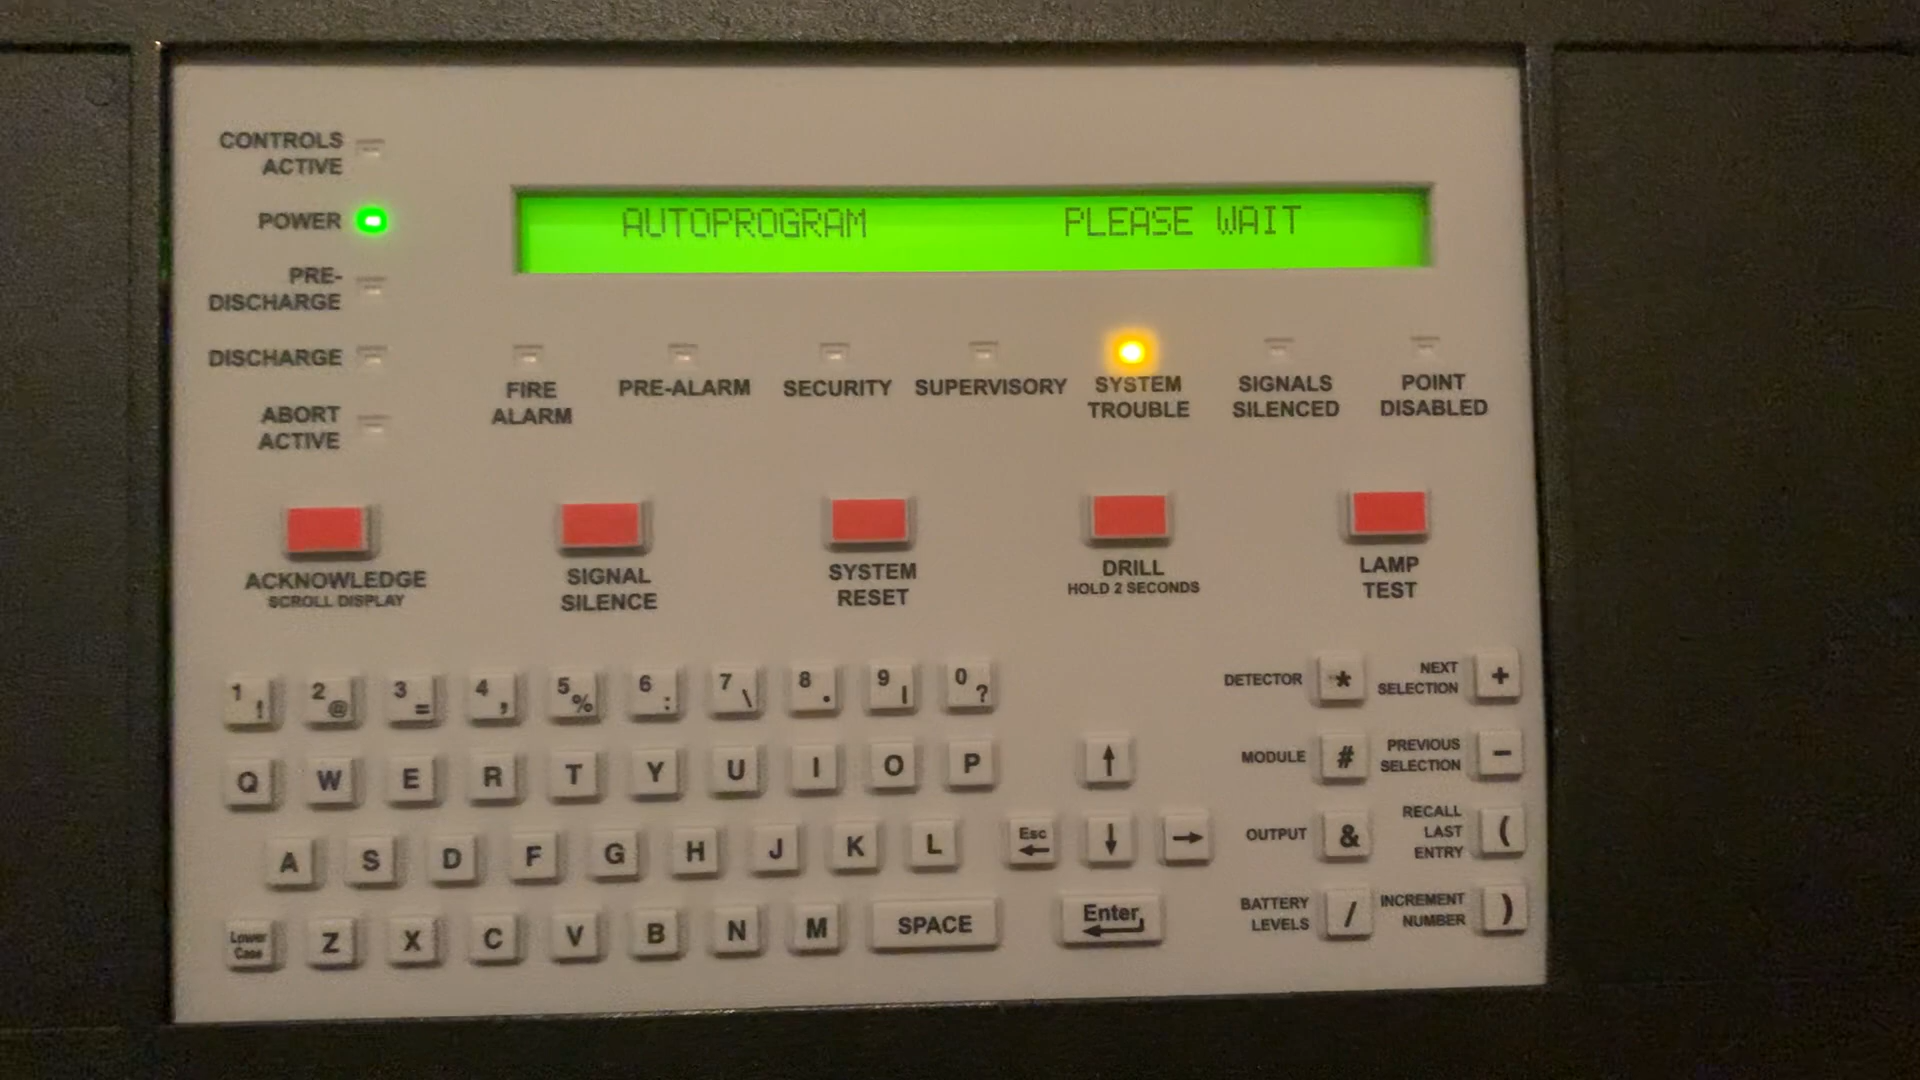 CONTROLS
ACTIVE
POWER
PRE-
DISCHARGE
DISCHARGE
ABORT
ACTIVE
AUTOPROGRAM PLEASE WAIT
FIRE
ALARM
PRE-ALARM
SECURITY
SUPERVISORY
SYSTEM
TROUBLE
SIGNALS
SILENCED
POINT
DISABLED
ACKNOWLEDGE
SCROLL DISPLAY
SIGNAL
SILENCE
SYSTEM
RESET
DRILL
HOLD 2 SECONDS
LAMP
TEST
1 ! 2 @ 3 = 4 , 5 % 6 : 7 \ 8 . 9 | 0 ?
Q W E R T Y U I O P ↑
A S D F G H J K L Esc ← ↓ →
Lower
Case
Z X C V B N M SPACE Enter
DETECTOR *
NEXT
SELECTION +
MODULE #
PREVIOUS
SELECTION −
OUTPUT &
RECALL
LAST
ENTRY (
BATTERY
LEVELS /
INCREMENT
NUMBER )